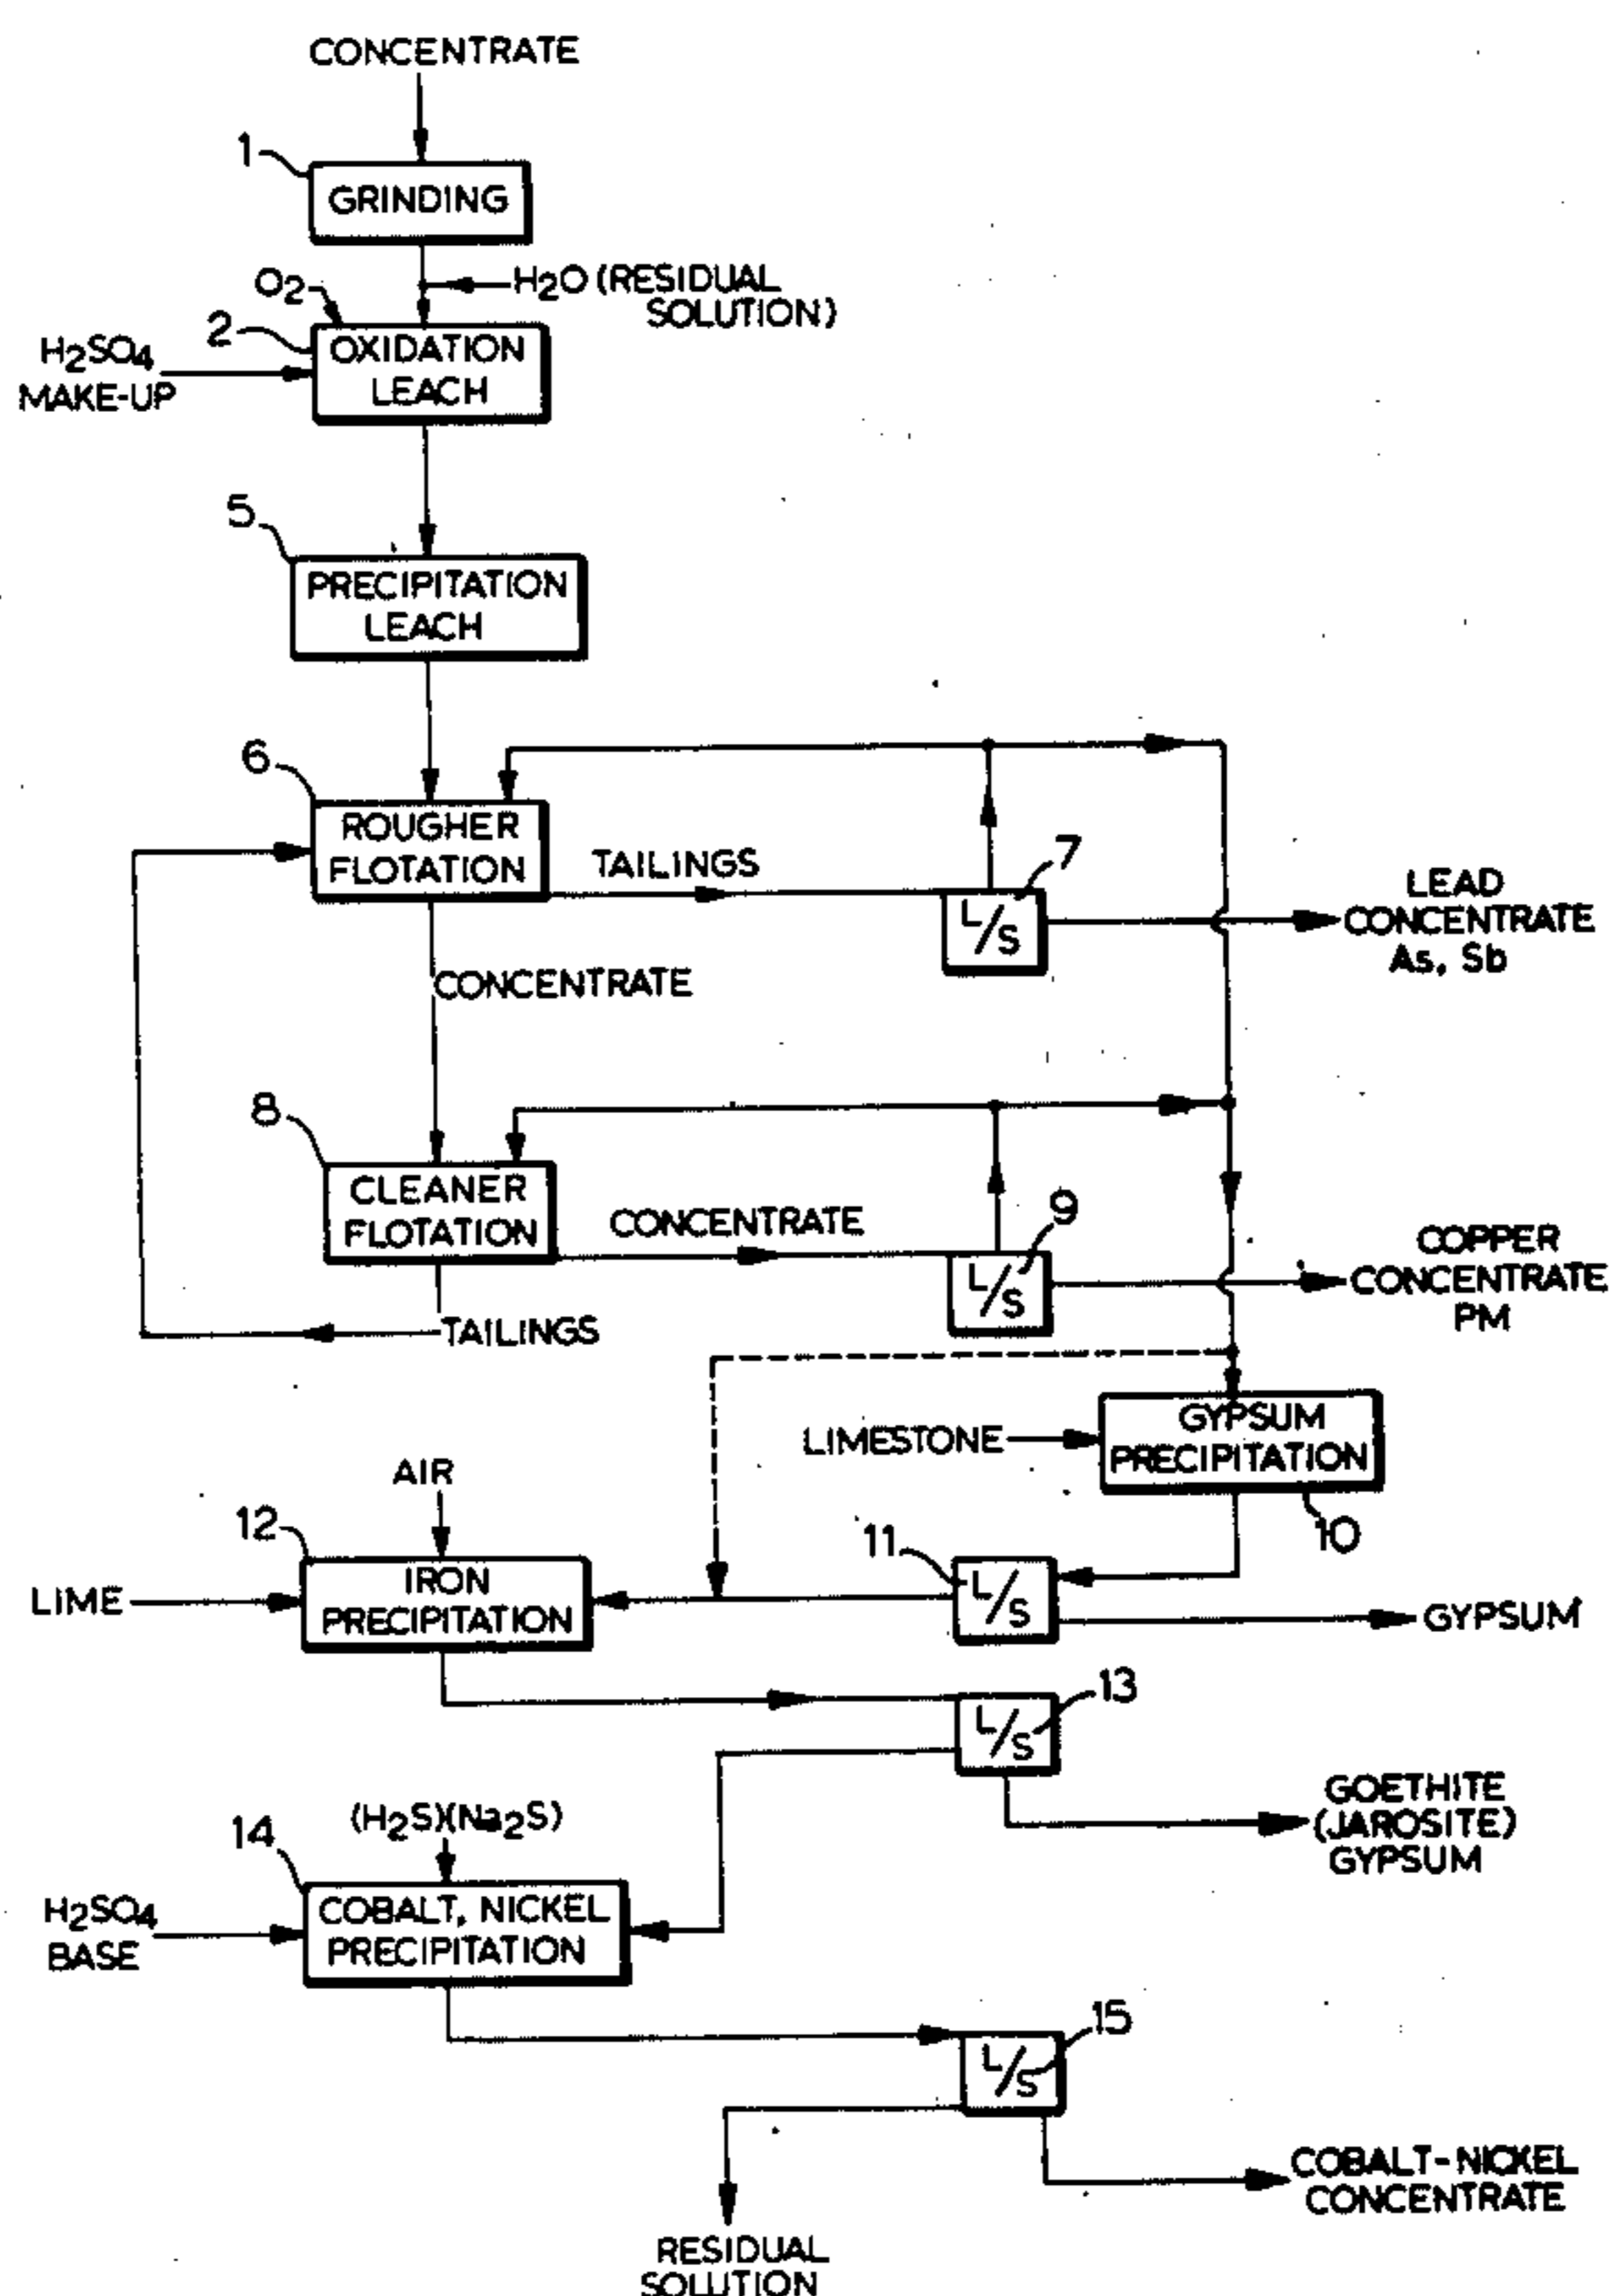 CONCENTRATE
1
GRINDING
O2
H2O (RESIDUAL
SOLUTION)
2
H2SO4
MAKE-UP
OXIDATION
LEACH
5
PRECIPITATION
LEACH
6
ROUGHER
FLOTATION
TAILINGS
7
L/S
LEAD
CONCENTRATE
As, Sb
CONCENTRATE
8
CLEANER
FLOTATION
CONCENTRATE
9
L/S
COPPER
CONCENTRATE
PM
TAILINGS
LIMESTONE
GYPSUM
PRECIPITATION
10
AIR
12
LIME
IRON
PRECIPITATION
11
L/S
GYPSUM
13
L/S
GOETHITE
(JAROSITE)
GYPSUM
(H2S)(Na2S)
14
H2SO4
BASE
COBALT, NICKEL
PRECIPITATION
15
L/S
COBALT-NICKEL
CONCENTRATE
RESIDUAL
SOLUTION